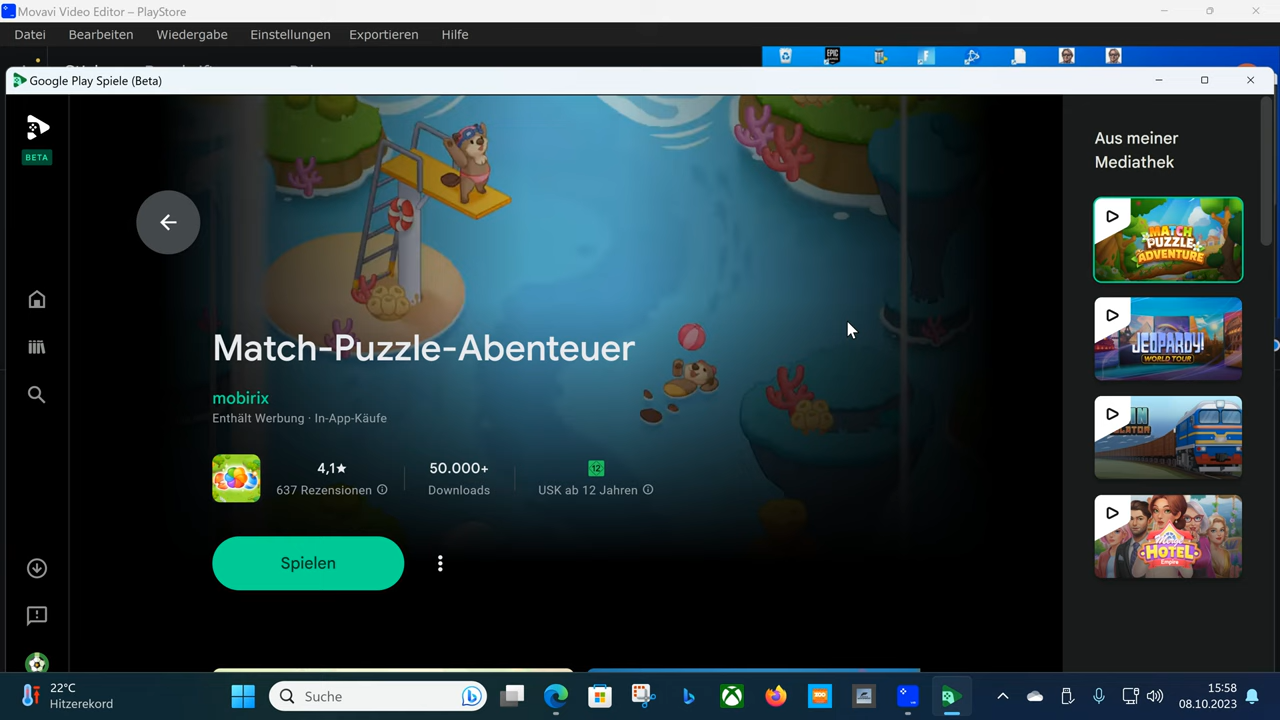 Movavi Video Editor – PlayStore
Datei Bearbeiten Wiedergabe Einstellungen Exportieren Hilfe
EPIC
Google Play Spiele (Beta)
BETA
Aus meiner
Mediathek
MATCH
PUZZLE
ADVENTURE
JEOPARDY!
WORLD TOUR
HOTEL
Empire
Match-Puzzle-Abenteuer
mobirix
Enthält Werbung · In-App-Käufe
4,1★
637 Rezensionen
50.000+
Downloads
12
USK ab 12 Jahren
Spielen
22°C
Hitzerekord
Suche
15:58
08.10.2023